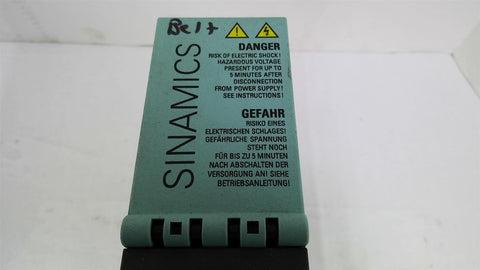 Belt
SINAMICS
DANGER
RISK OF ELECTRIC SHOCK!
HAZARDOUS VOLTAGE
PRESENT FOR UP TO
5 MINUTES AFTER
DISCONNECTION
FROM POWER SUPPLY!
SEE INSTRUCTIONS!
GEFAHR
RISIKO EINES
ELEKTRISCHEN SCHLAGES!
GEFÄHRLICHE SPANNUNG
STEHT NOCH
FÜR BIS ZU 5 MINUTEN
NACH ABSCHALTEN DER
VERSORGUNG AN! SIEHE
BETRIEBSANLEITUNG!